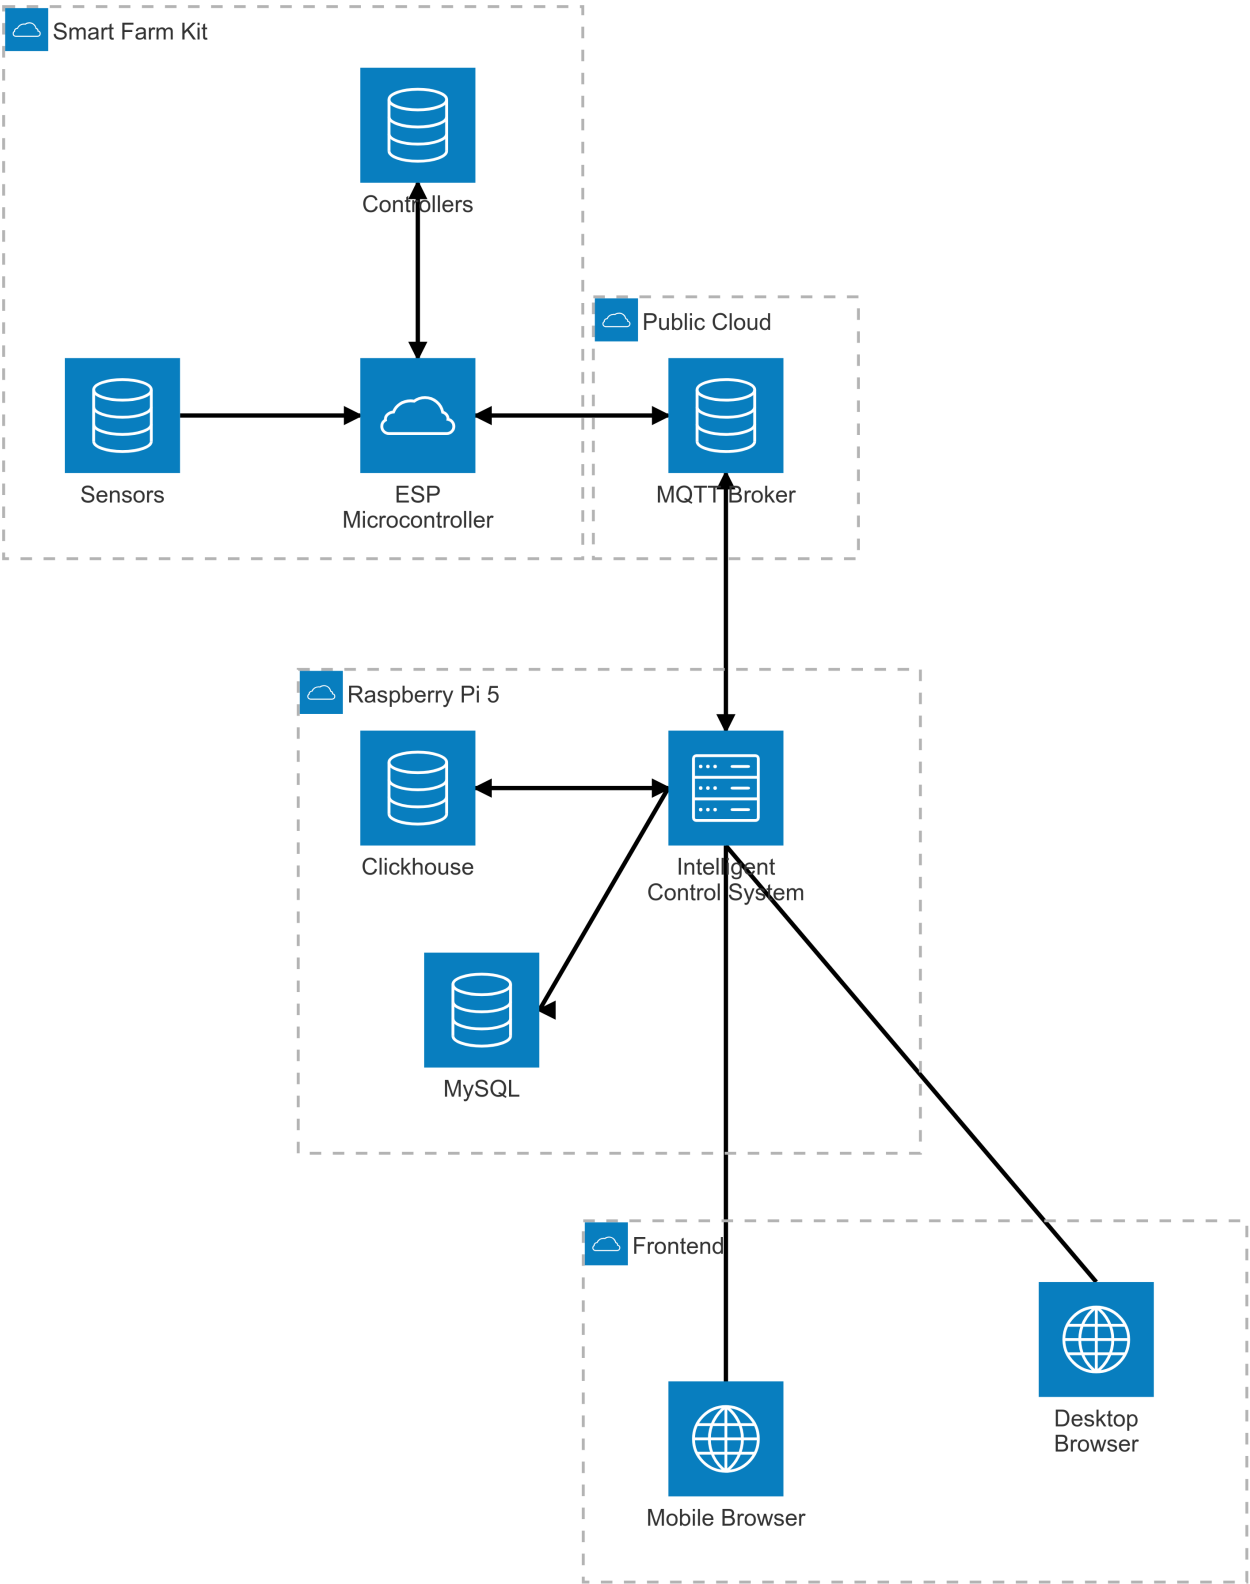 Smart Farm Kit
Controllers
Public Cloud
Sensors
ESP
Microcontroller
MQTT Broker
Raspberry Pi 5
Clickhouse
Intelligent
Control System
MySQL
Frontend
Desktop
Browser
Mobile Browser